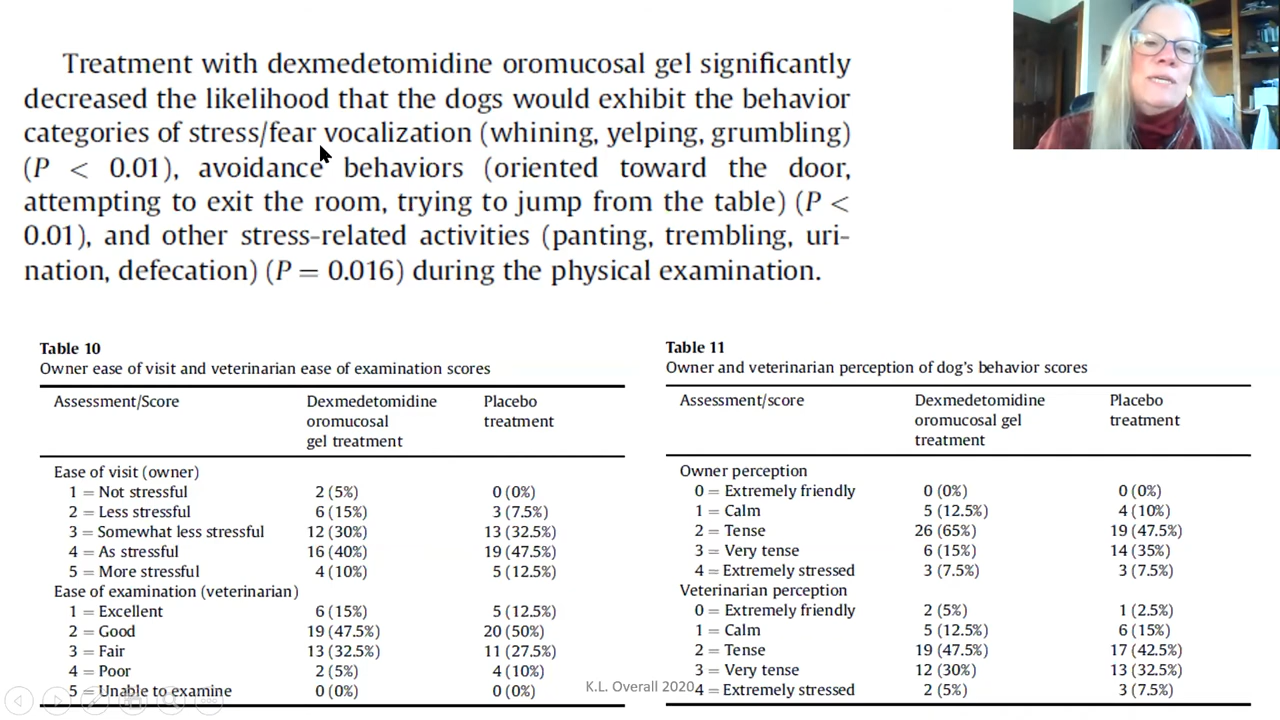 Treatment with dexmedetomidine oromucosal gel significantly
decreased the likelihood that the dogs would exhibit the behavior
categories of stress/fear vocalization (whining, yelping, grumbling)
(P < 0.01), avoidance behaviors (oriented toward the door,
attempting to exit the room, trying to jump from the table) (P <
0.01), and other stress-related activities (panting, trembling, uri-
nation, defecation) (P = 0.016) during the physical examination.
Table 10
Owner ease of visit and veterinarian ease of examination scores
Assessment/Score Dexmedetomidine oromucosal gel treatment Placebo treatment
Ease of visit (owner)
1 = Not stressful 2 (5%) 0 (0%)
2 = Less stressful 6 (15%) 3 (7.5%)
3 = Somewhat less stressful 12 (30%) 13 (32.5%)
4 = As stressful 16 (40%) 19 (47.5%)
5 = More stressful 4 (10%) 5 (12.5%)
Ease of examination (veterinarian)
1 = Excellent 6 (15%) 5 (12.5%)
2 = Good 19 (47.5%) 20 (50%)
3 = Fair 13 (32.5%) 11 (27.5%)
4 = Poor 2 (5%) 4 (10%)
5 = Unable to examine 0 (0%) 0 (0%)
Table 11
Owner and veterinarian perception of dog's behavior scores
Assessment/score Dexmedetomidine oromucosal gel treatment Placebo treatment
Owner perception
0 = Extremely friendly 0 (0%) 0 (0%)
1 = Calm 5 (12.5%) 4 (10%)
2 = Tense 26 (65%) 19 (47.5%)
3 = Very tense 6 (15%) 14 (35%)
4 = Extremely stressed 3 (7.5%) 3 (7.5%)
Veterinarian perception
0 = Extremely friendly 2 (5%) 1 (2.5%)
1 = Calm 5 (12.5%) 6 (15%)
2 = Tense 19 (47.5%) 17 (42.5%)
3 = Very tense 12 (30%) 13 (32.5%)
4 = Extremely stressed 2 (5%) 3 (7.5%)
K.L. Overall 2020